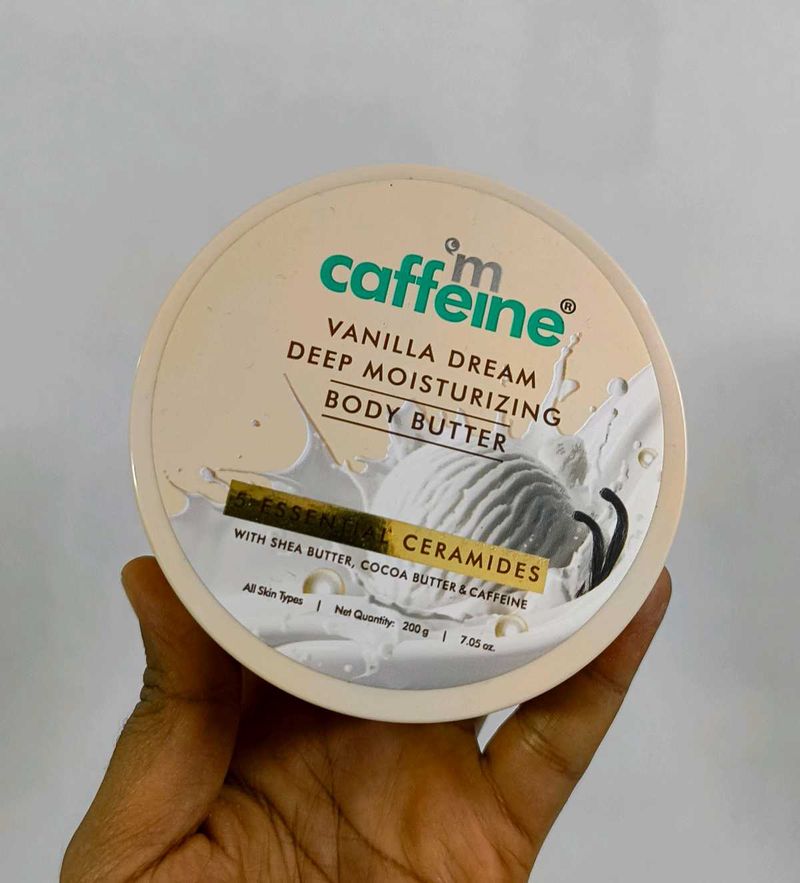 'm
caffeine®
VANILLA DREAM
DEEP MOISTURIZING
BODY BUTTER
5 ESSENTIAL CERAMIDES
WITH SHEA BUTTER, COCOA BUTTER & CAFFEINE
All Skin Types | Net Quantity: 200 g | 7.05 oz.